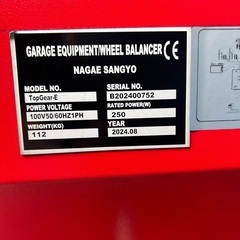 GARAGE EQUIPMENT/WHEEL BALANCER CE
NAGAE SANGYO
MODEL NO. SERIAL NO.
TopGear-E B202400752
POWER VOLTAGE RATED POWER(W)
100V50/60HZ1PH 250
WEIGHT(KG) YEAR
112 2024.08